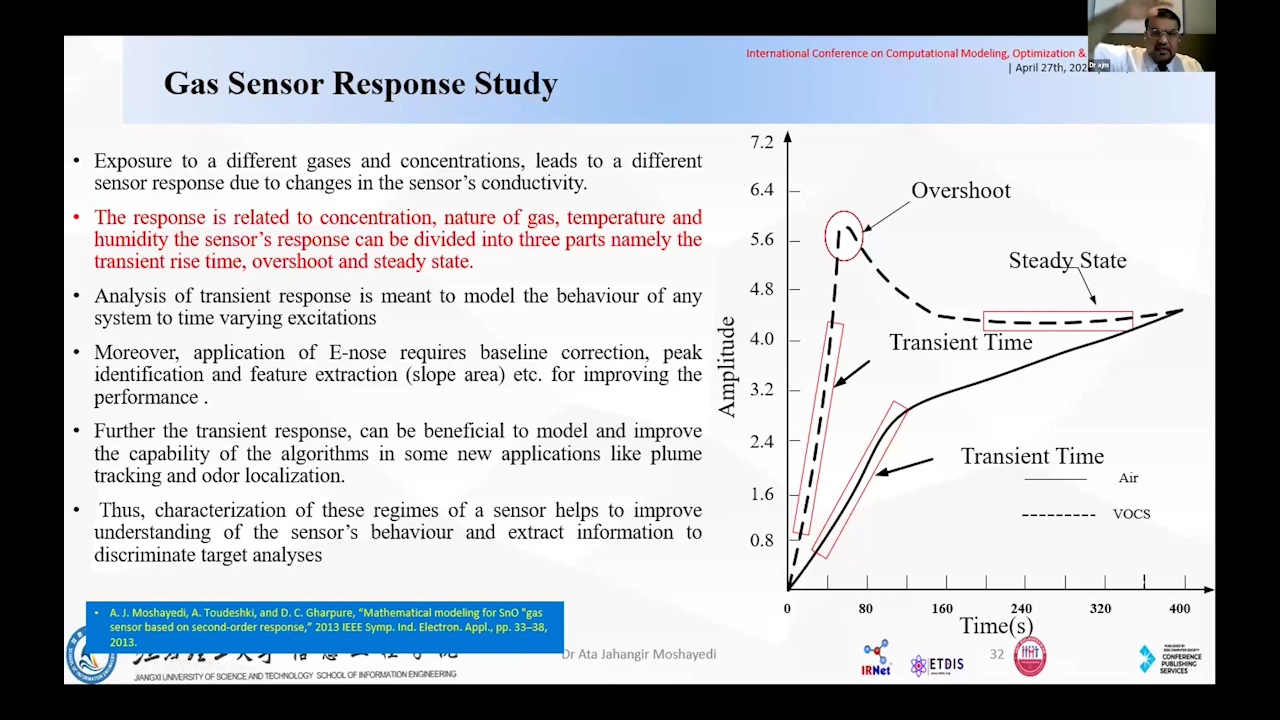 International Conference on Computational Modeling, Optimization &
| April 27th, 202
Dr ajm
Gas Sensor Response Study
• Exposure to a different gases and concentrations, leads to a different
sensor response due to changes in the sensor’s conductivity.
• The response is related to concentration, nature of gas, temperature and
humidity the sensor’s response can be divided into three parts namely the
transient rise time, overshoot and steady state.
• Analysis of transient response is meant to model the behaviour of any
system to time varying excitations
• Moreover, application of E-nose requires baseline correction, peak
identification and feature extraction (slope area) etc. for improving the
performance .
• Further the transient response, can be beneficial to model and improve
the capability of the algorithms in some new applications like plume
tracking and odor localization.
• Thus, characterization of these regimes of a sensor helps to improve
understanding of the sensor’s behaviour and extract information to
discriminate target analyses
7.2
6.4
5.6
4.8
4.0
3.2
2.4
1.6
0.8
Amplitude
Overshoot
Steady State
Transient Time
Transient Time
Air
VOCS
0 80 160 240 320 400
Time(s)
• A. J. Moshayedi, A. Toudeshki, and D. C. Gharpure, “Mathematical modeling for SnO "gas
sensor based on second-order response,” 2013 IEEE Symp. Ind. Electron. Appl., pp. 33–38,
2013.
JIANGXI UNIVERSITY OF SCIENCE AND TECHNOLOGY SCHOOL OF INFORMATION ENGINEERING
Dr Ata Jahangir Moshayedi
32
IRNet
ETDIS
CONFERENCE
PUBLISHING
SERVICES